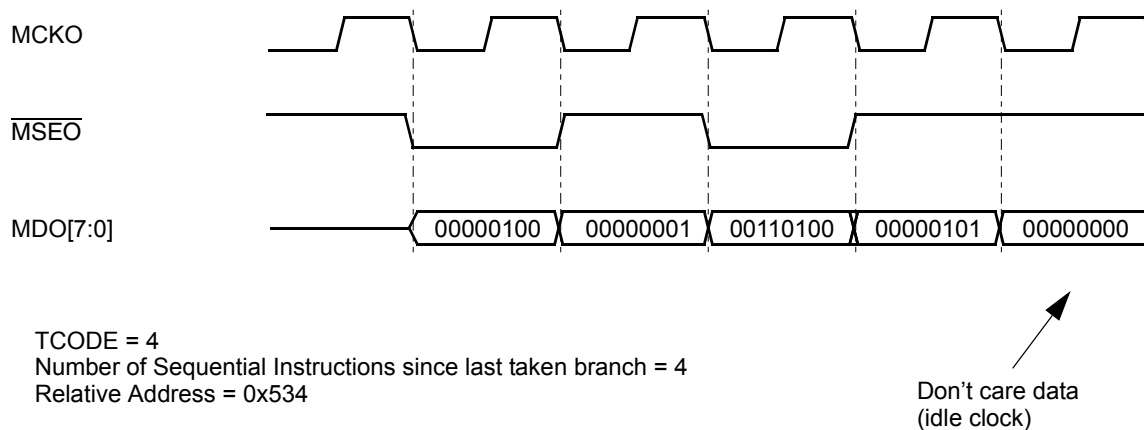 MCKO
MSEO
MDO[7:0]
00000100 00000001 00110100 00000101 00000000
TCODE = 4
Number of Sequential Instructions since last taken branch = 4
Relative Address = 0x534
Don't care data
(idle clock)